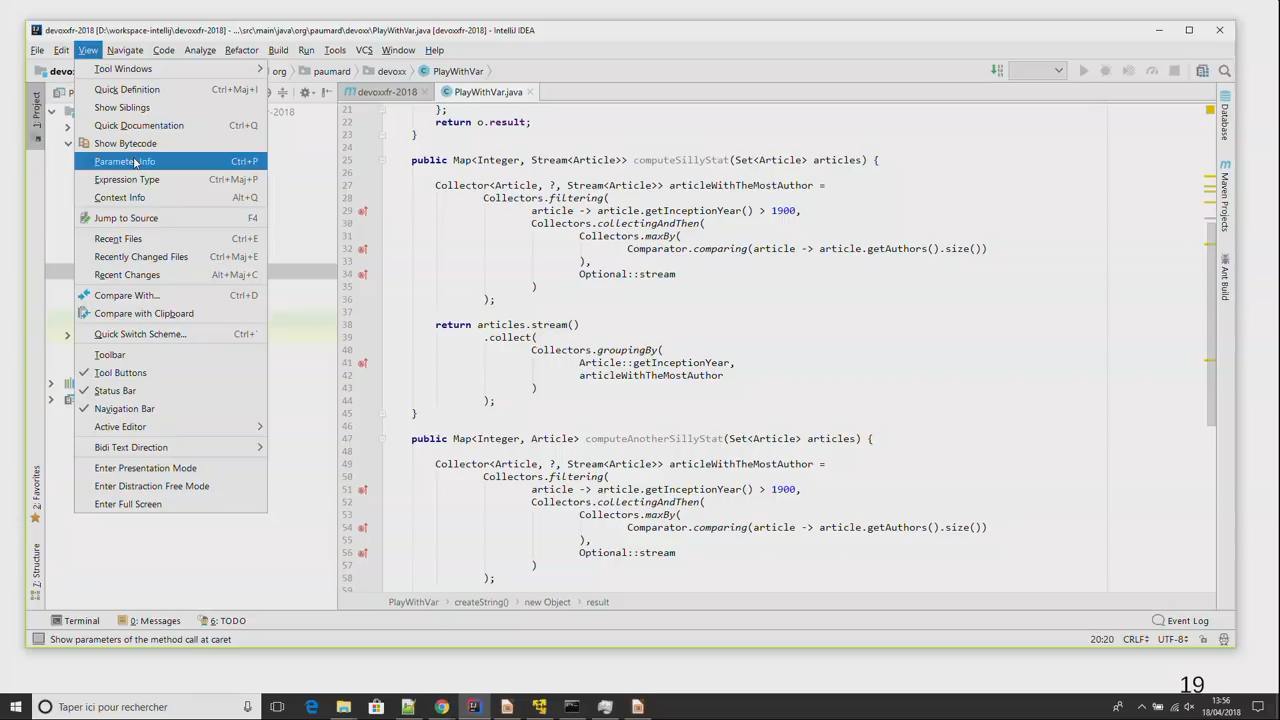 devoxxfr-2018 [D:\workspace-intellij\devoxxfr-2018] - ...\src\main\java\org\paumard\devoxx\PlayWithVar.java [devoxxfr-2018] - IntelliJ IDEA
File Edit View Navigate Code Analyze Refactor Build Run Tools VCS Window Help
devo org paumard devoxx PlayWithVar
Tool Windows
Quick Definition Ctrl+Maj+I
Show Siblings
Quick Documentation Ctrl+Q
Show Bytecode
Parameter Info Ctrl+P
Expression Type Ctrl+Maj+P
Context Info Alt+Q
Jump to Source F4
Recent Files Ctrl+E
Recently Changed Files Ctrl+Maj+E
Recent Changes Alt+Maj+C
Compare With... Ctrl+D
Compare with Clipboard
Quick Switch Scheme... Ctrl+`
Toolbar
Tool Buttons
Status Bar
Navigation Bar
Active Editor
Bidi Text Direction
Enter Presentation Mode
Enter Distraction Free Mode
Enter Full Screen
1: Project
2: Favorites
7: Structure
P
-2018
devoxxfr-2018 PlayWithVar.java
21 };
22 return o.result;
23 }
24
25 public Map<Integer, Stream<Article>> computeSillyStat(Set<Article> articles) {
26
27 Collector<Article, ?, Stream<Article>> articleWithTheMostAuthor =
28 Collectors.filtering(
29 article -> article.getInceptionYear() > 1900,
30 Collectors.collectingAndThen(
31 Collectors.maxBy(
32 Comparator.comparing(article -> article.getAuthors().size())
33 ),
34 Optional::stream
35 )
36 );
37
38 return articles.stream()
39 .collect(
40 Collectors.groupingBy(
41 Article::getInceptionYear,
42 articleWithTheMostAuthor
43 )
44 );
45 }
46
47 public Map<Integer, Article> computeAnotherSillyStat(Set<Article> articles) {
48
49 Collector<Article, ?, Stream<Article>> articleWithTheMostAuthor =
50 Collectors.filtering(
51 article -> article.getInceptionYear() > 1900,
52 Collectors.collectingAndThen(
53 Collectors.maxBy(
54 Comparator.comparing(article -> article.getAuthors().size())
55 ),
56 Optional::stream
57 )
58 );
59
PlayWithVar createString() new Object result
Database
Maven Projects
Ant Build
Terminal 0: Messages 6: TODO Event Log
Show parameters of the method call at caret 20:20 CRLF UTF-8
19
Taper ici pour rechercher 13:56
18/04/2018